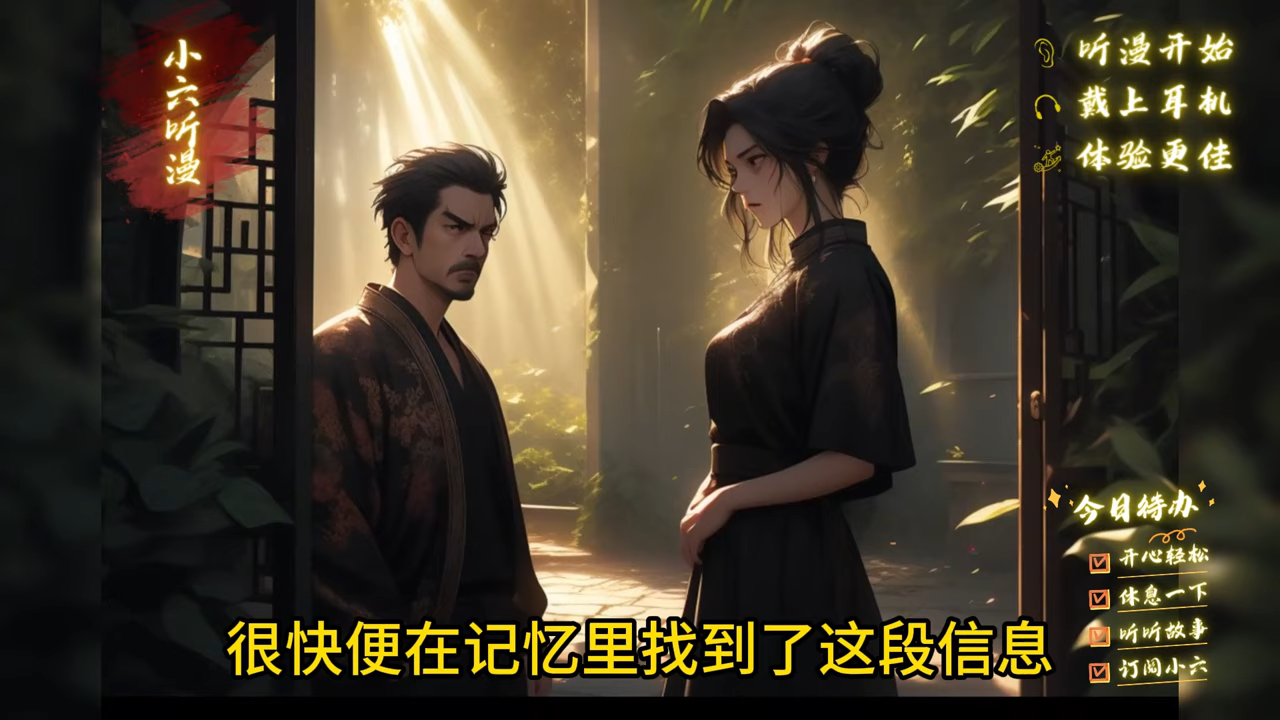 小六听漫
听漫开始
戴上耳机
体验更佳
今日待办
开心轻松
休息一下
听听故事
订阅小六
很快便在记忆里找到了这段信息